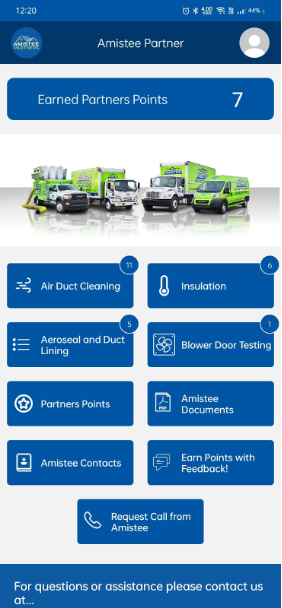 12:20
44%
AMISTEE
Amistee Partner
Earned Partners Points 7
11
6
Air Duct Cleaning
Insulation
5
1
Aeroseal and Duct
Lining
Blower Door Testing
Partners Points
PDF
Amistee
Documents
Amistee Contacts
Earn Points with
Feedback!
Request Call from
Amistee
For questions or assistance please contact us
at...